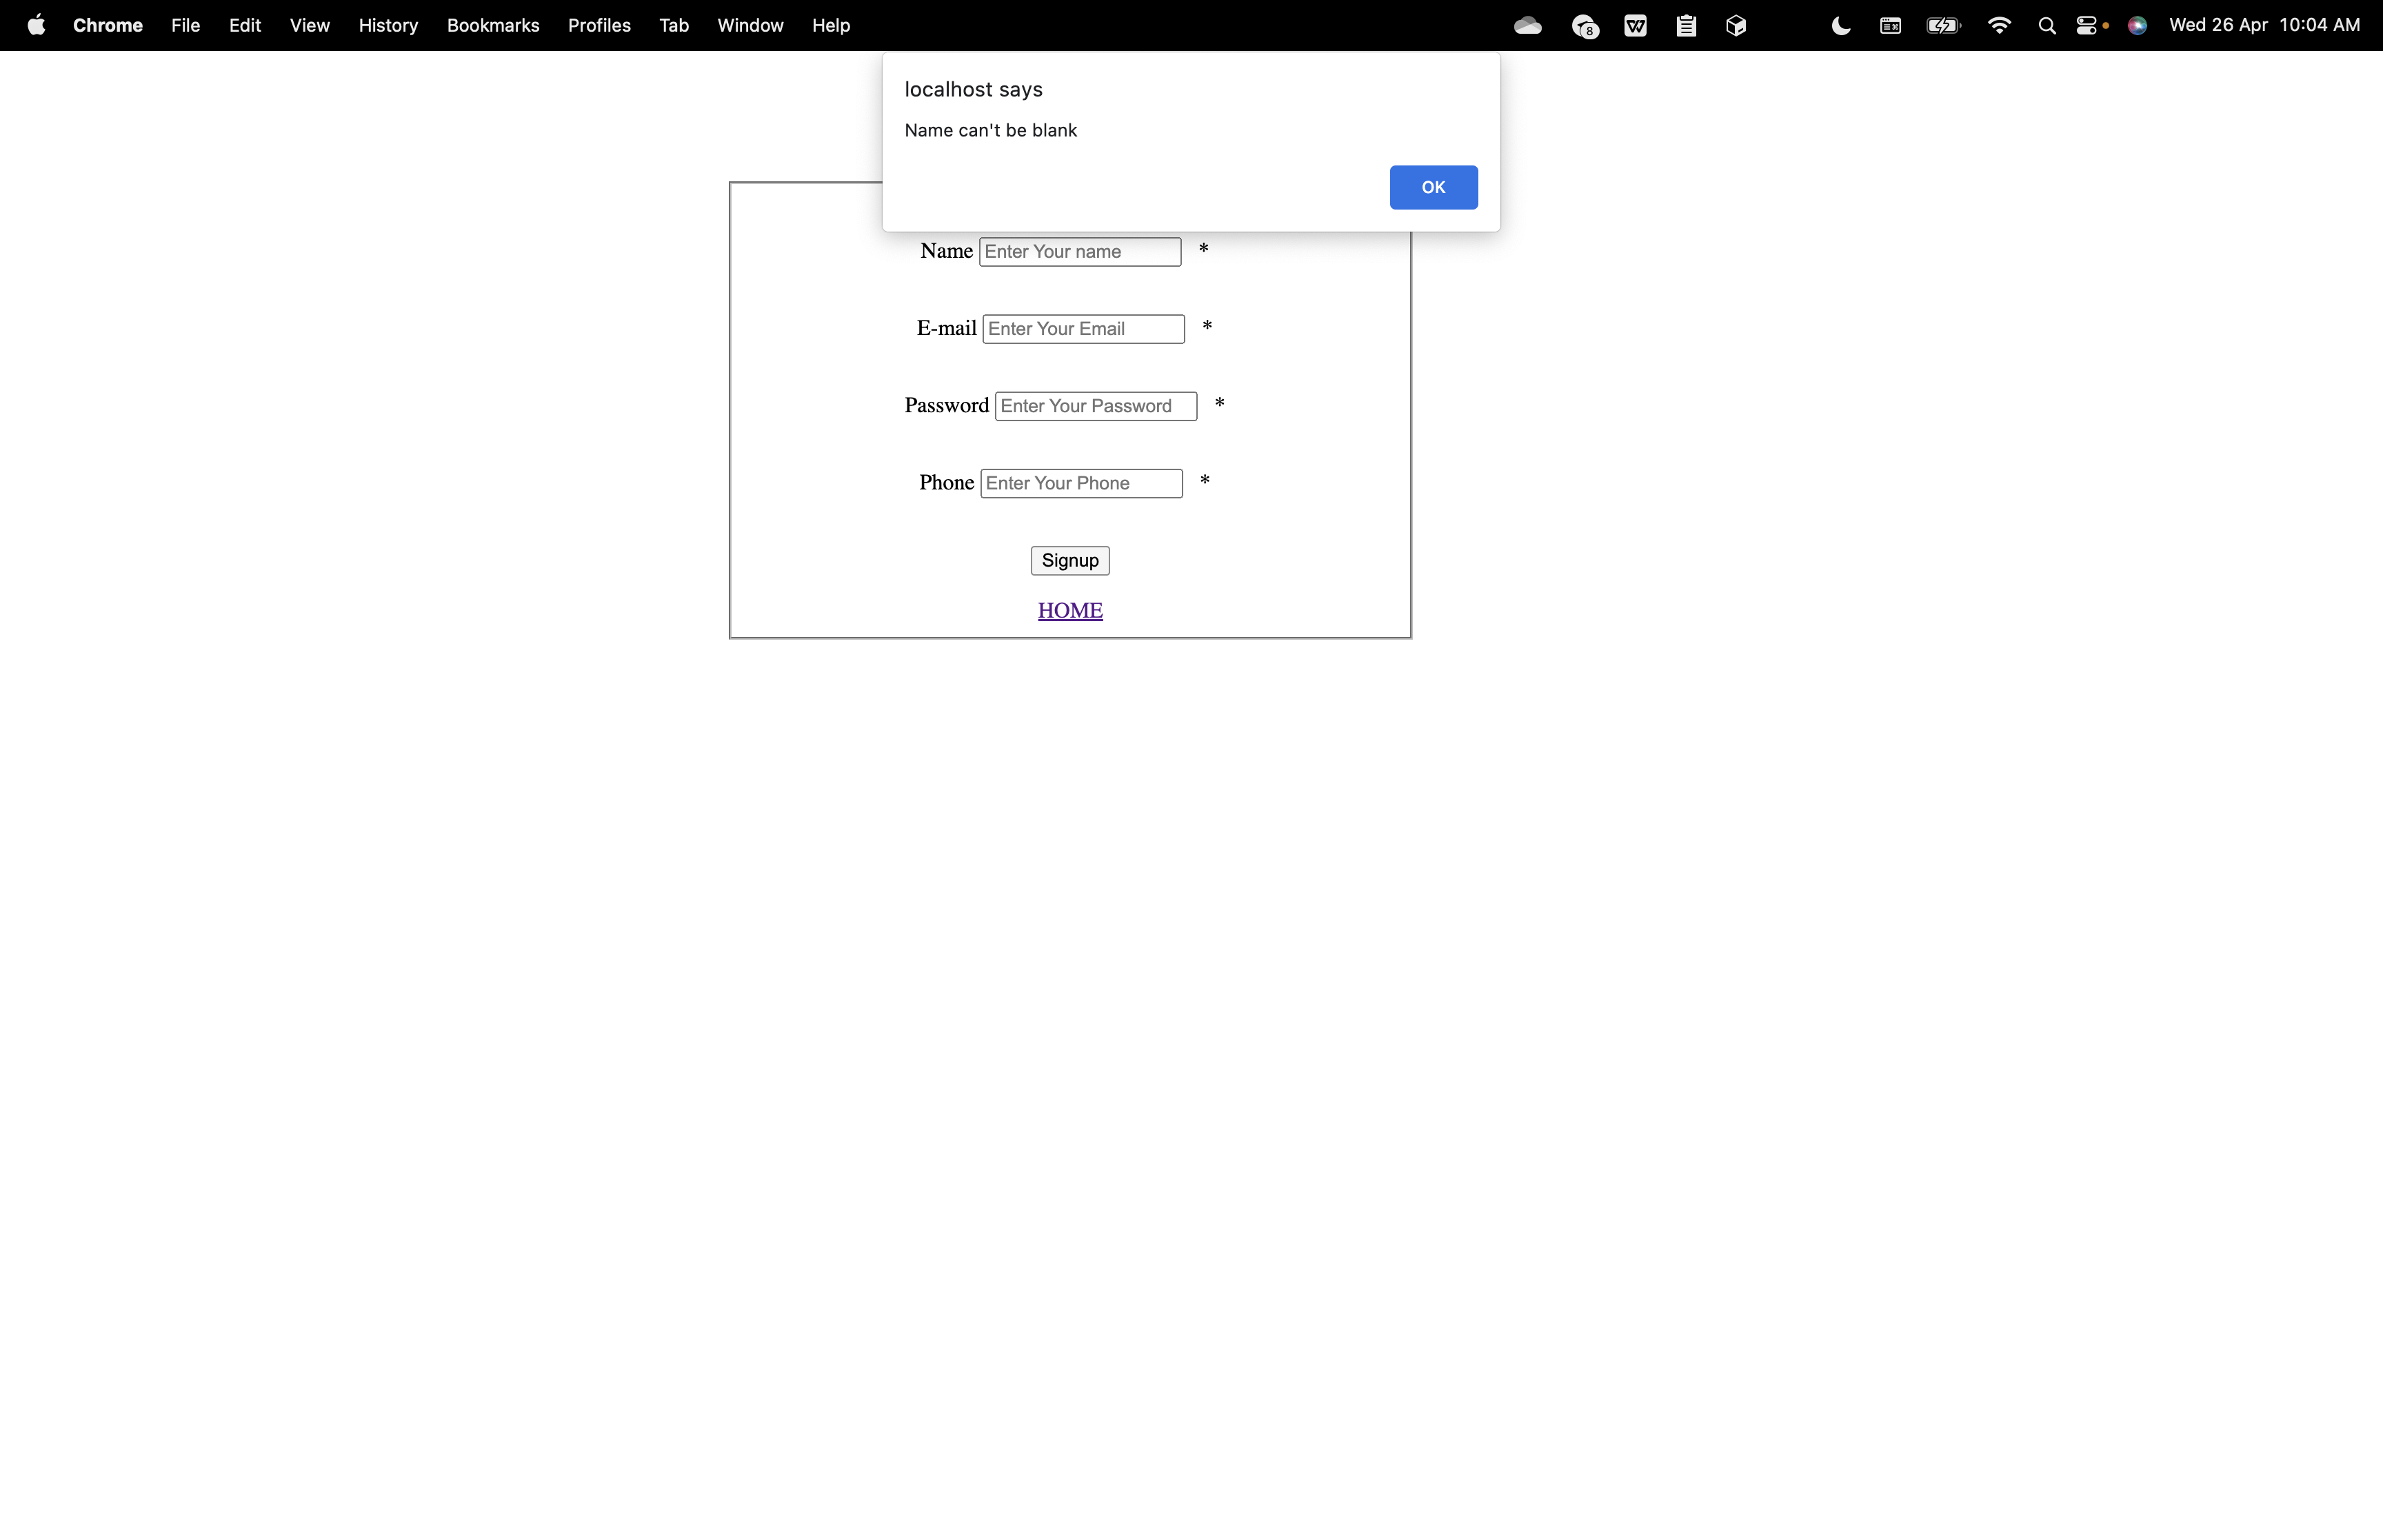 Chrome File Edit View History Bookmarks Profiles Tab Window Help 8 W Wed 26 Apr 10:04 AM
localhost says
Name can't be blank
OK
Name Enter Your name *
E-mail Enter Your Email *
Password Enter Your Password *
Phone Enter Your Phone *
Signup
HOME